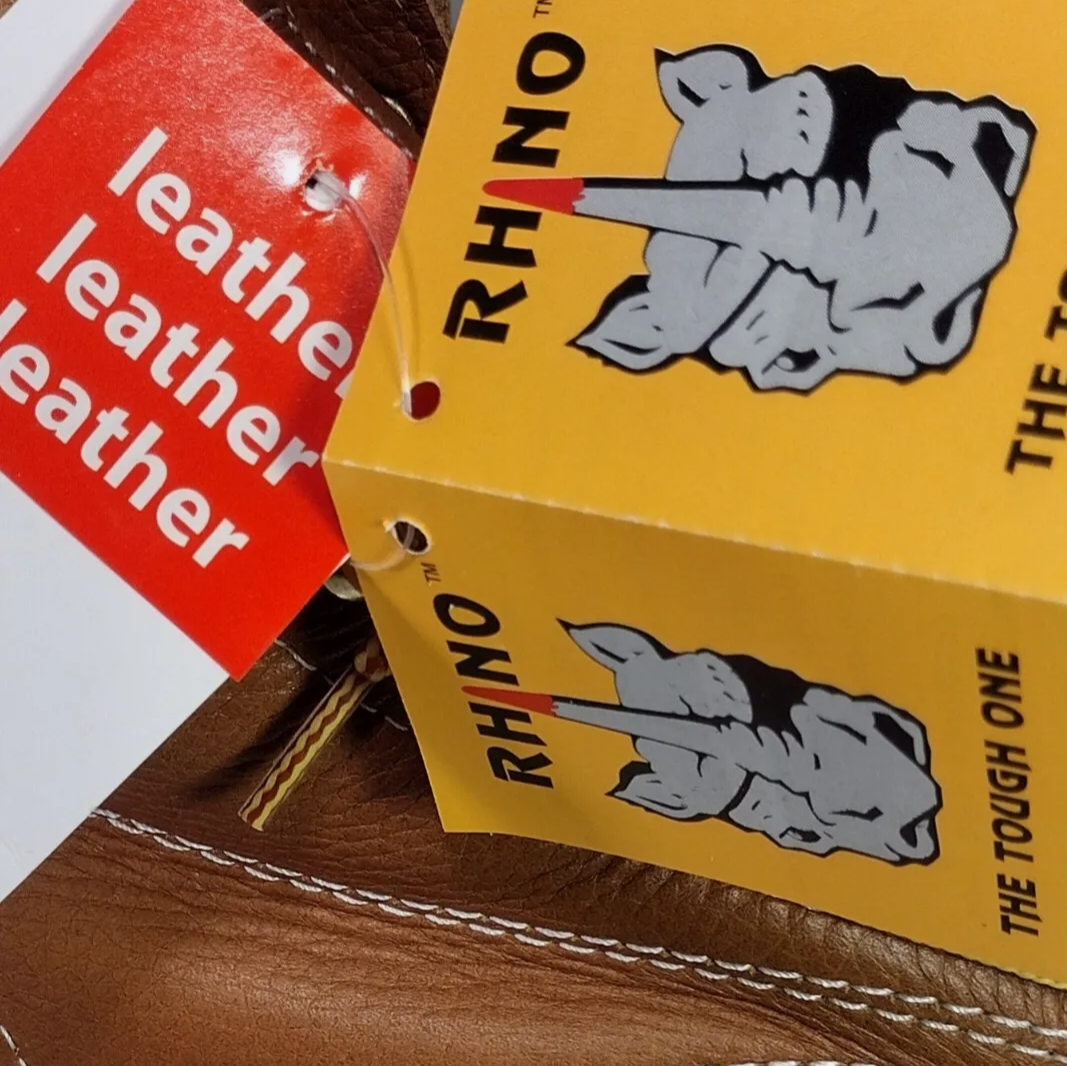 leather
leather
leather
RHINO™
THE TO
RHINO™
THE TOUGH ONE